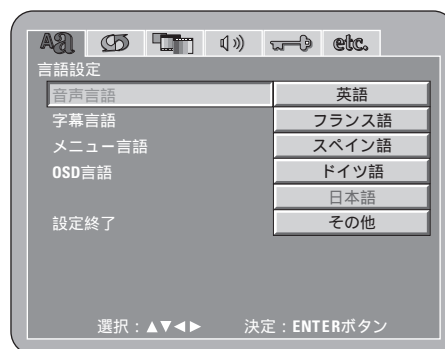 Aあ etc.
言語設定
音声言語 英語
字幕言語 フランス語
メニュー言語 スペイン語
OSD言語 ドイツ語
日本語
設定終了 その他
選択：▲▼◀▶ 決定：ENTERボタン